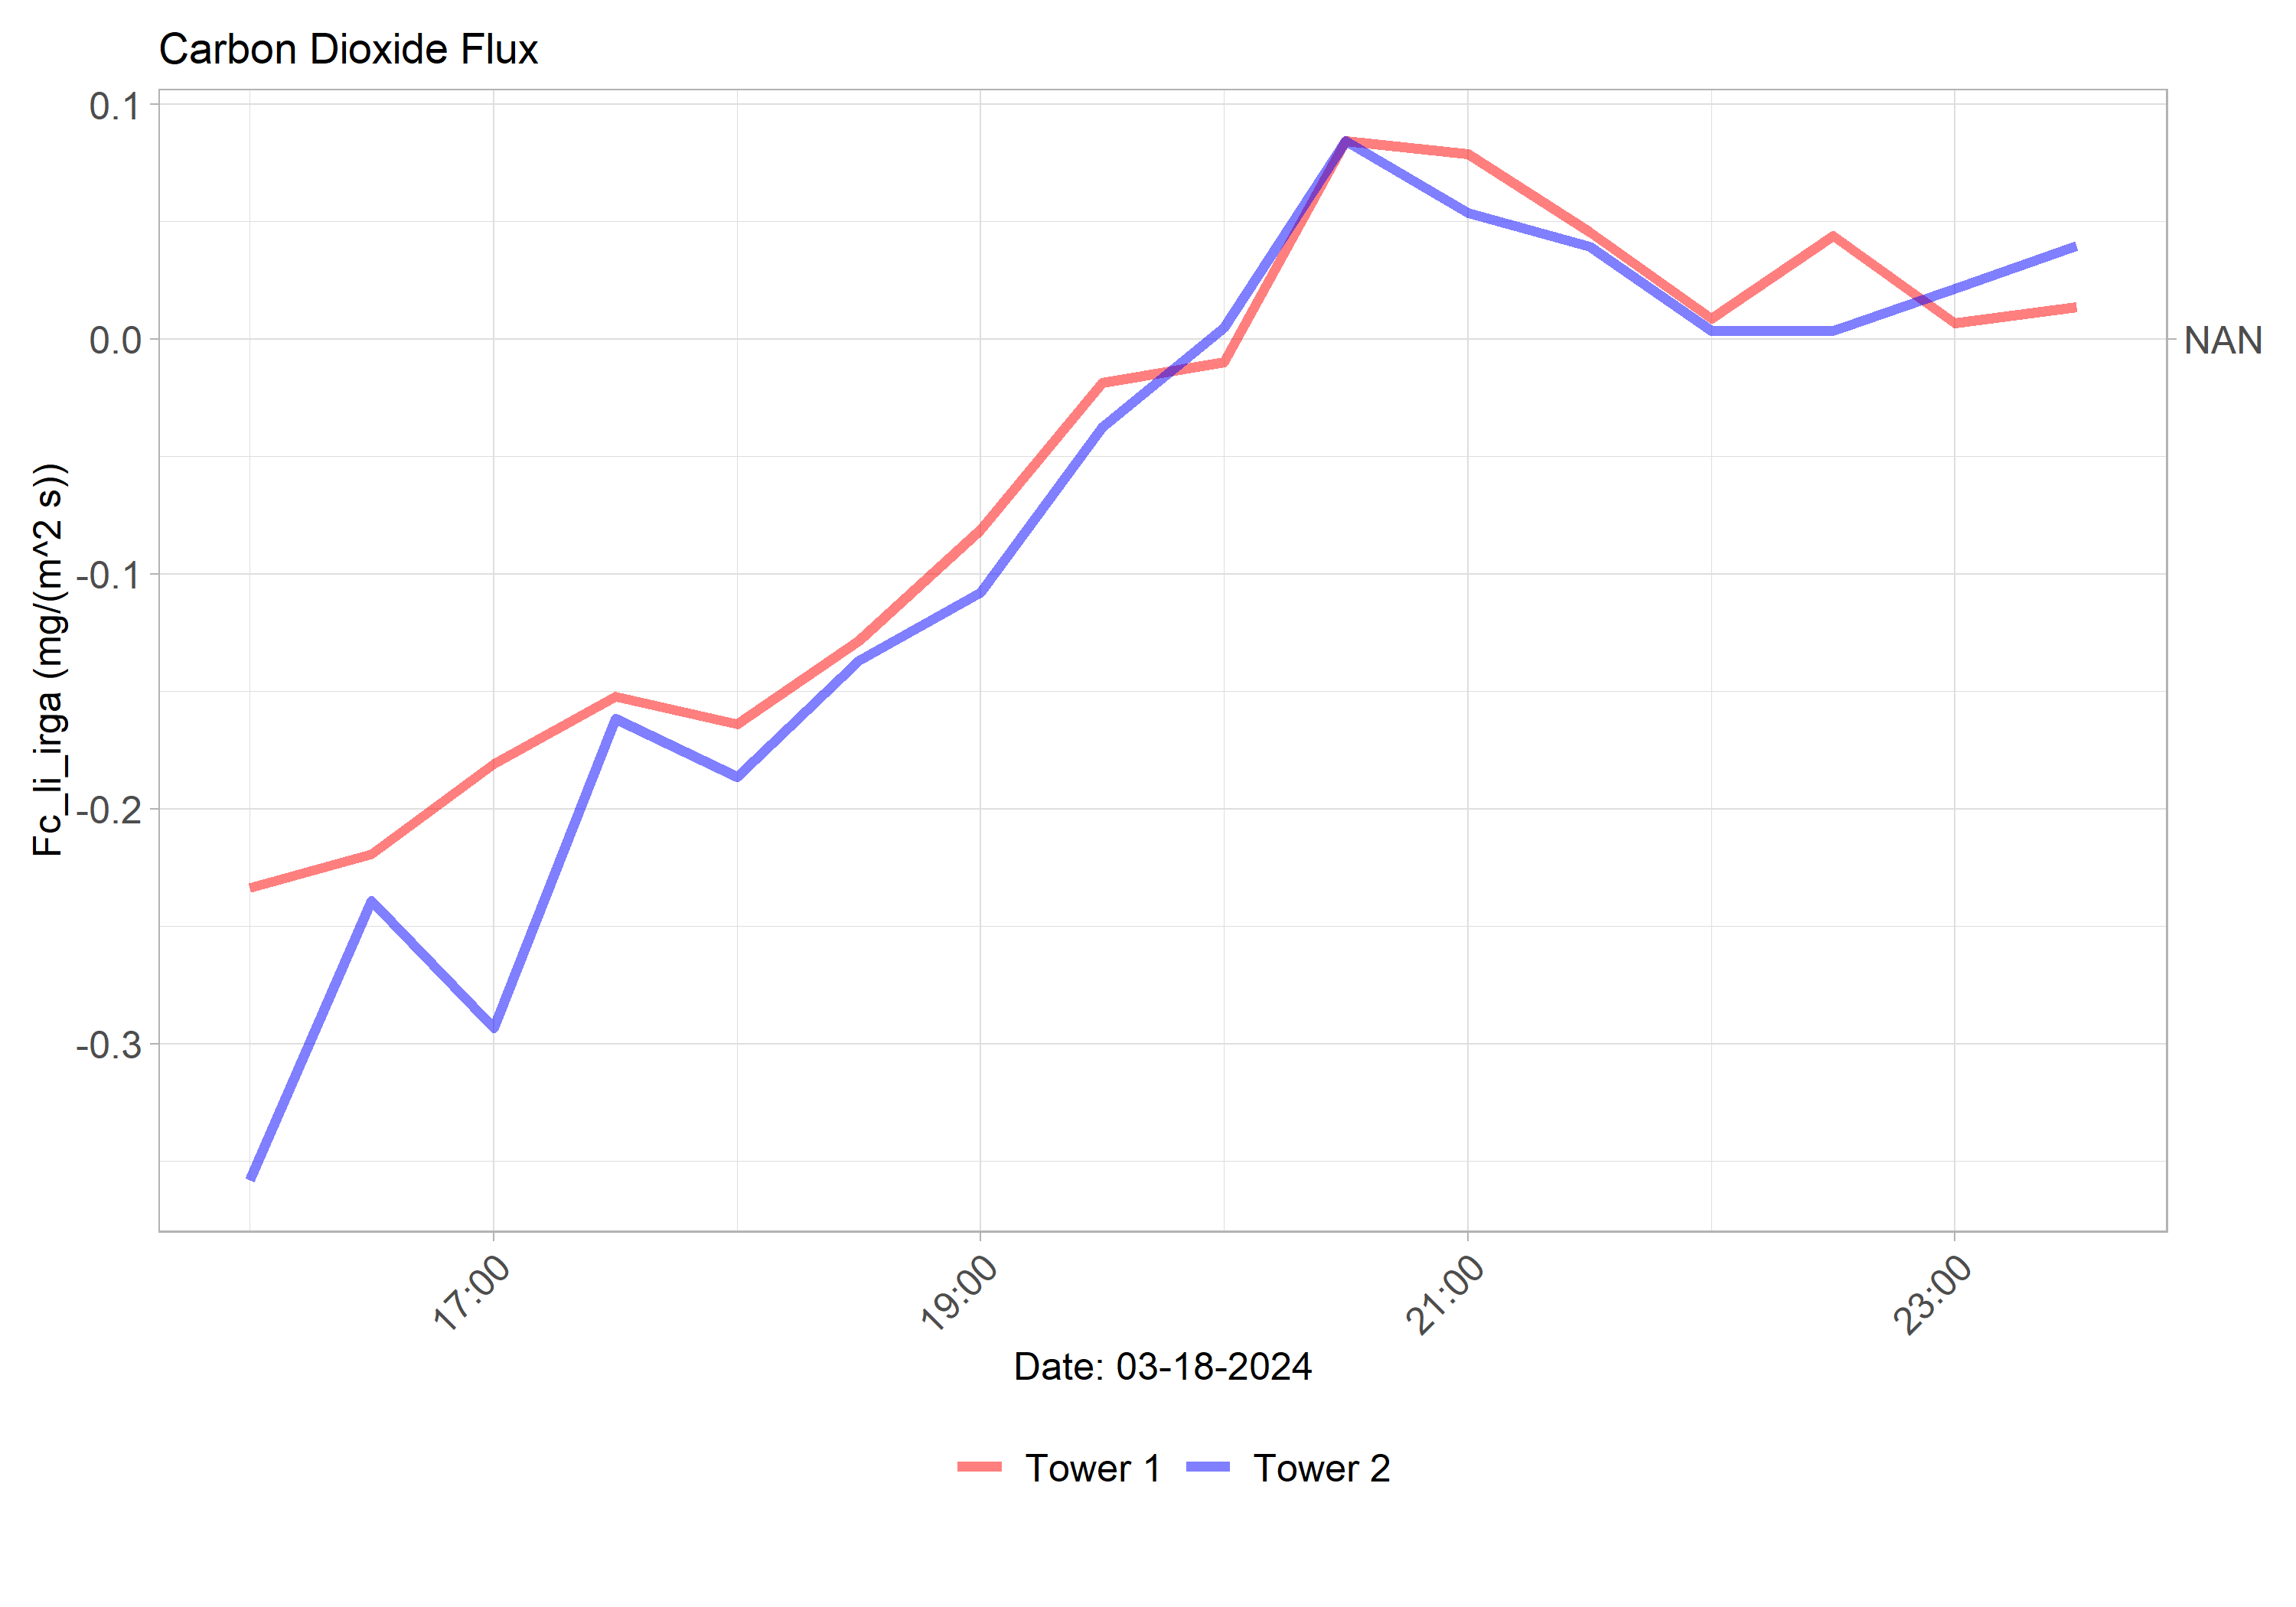 Carbon Dioxide Flux
Fc_li_irga (mg/(m^2 s))
0.1
0.0
-0.1
-0.2
-0.3
NAN
17:00
19:00
21:00
23:00
Date: 03-18-2024
Tower 1
Tower 2